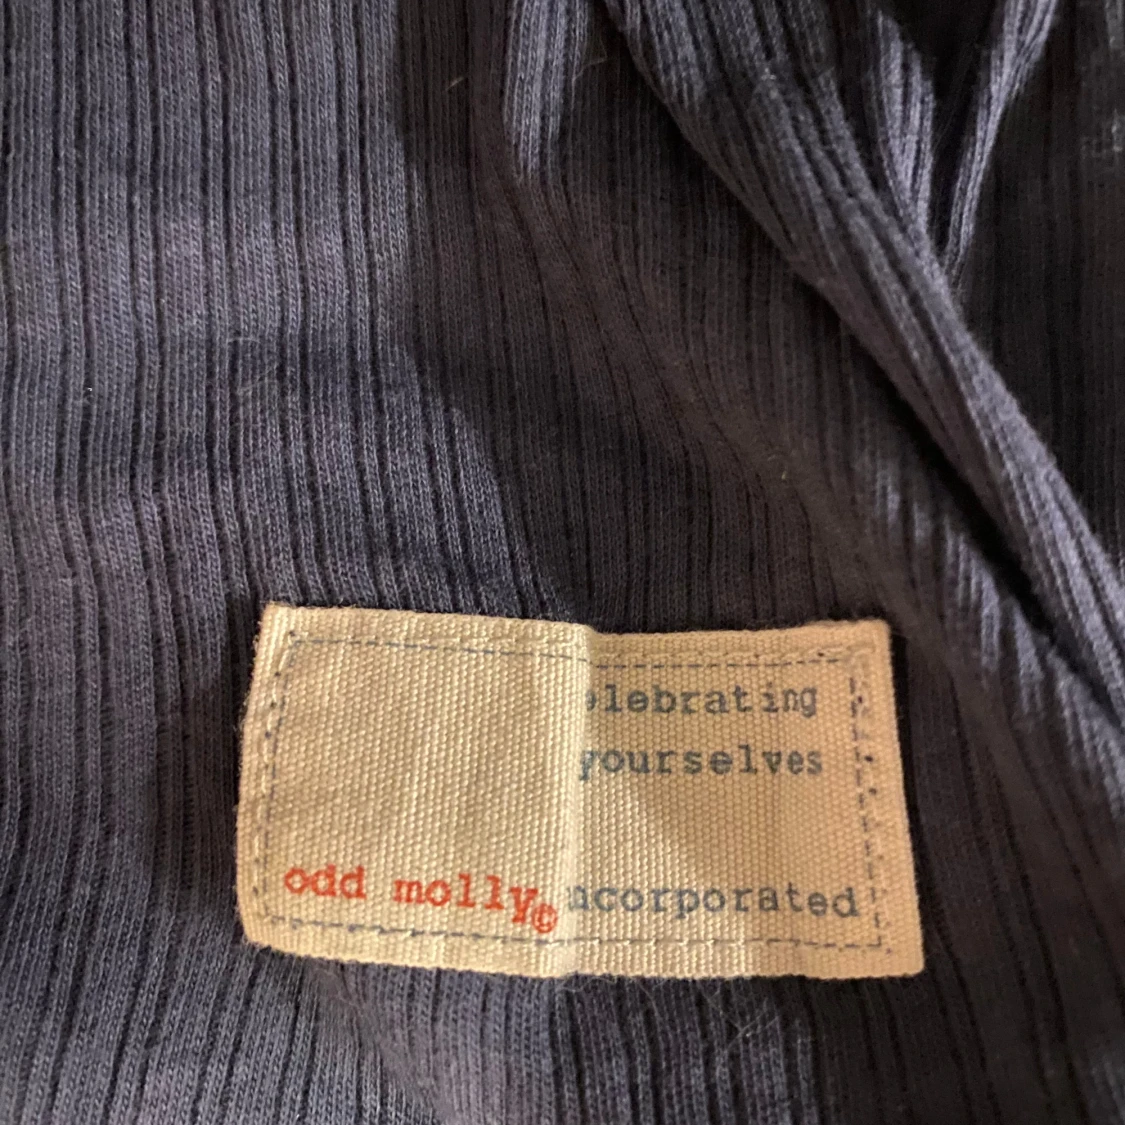 elebrating
yourselves
odd molly© ncorporated